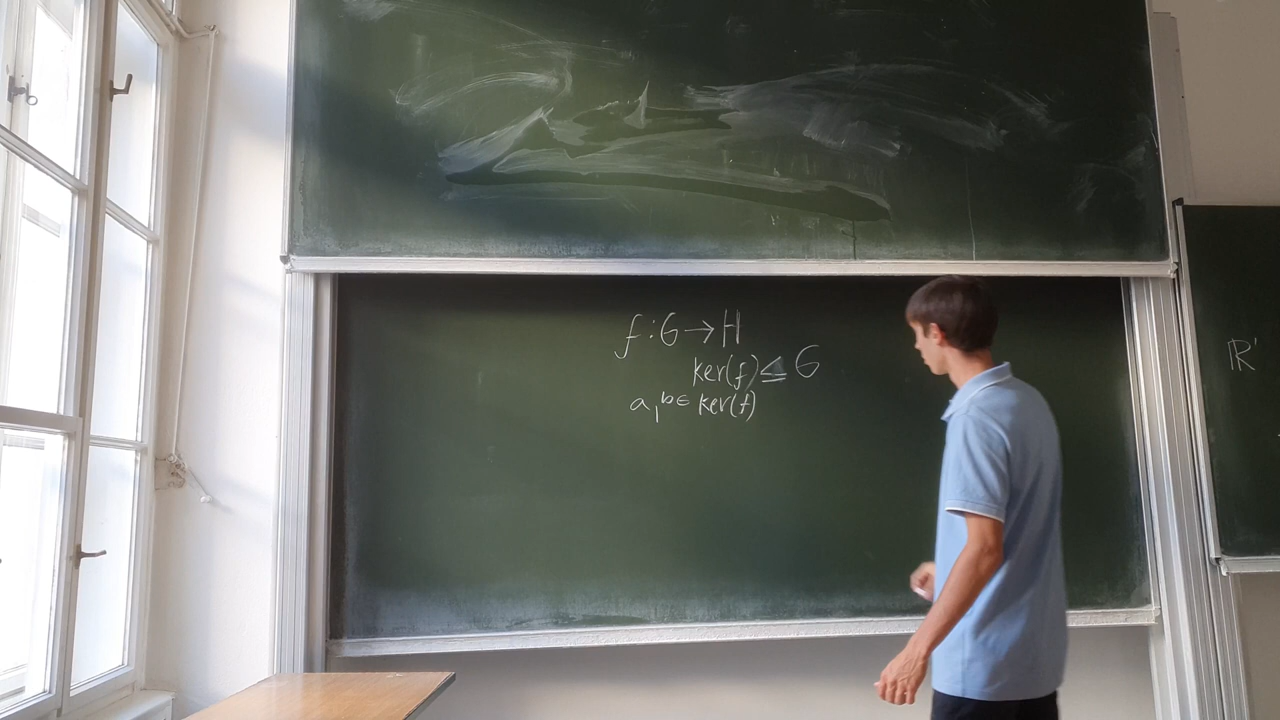 f : G → H
ker(f) ≤ G
a, b ∈ ker(f)
ℝ'